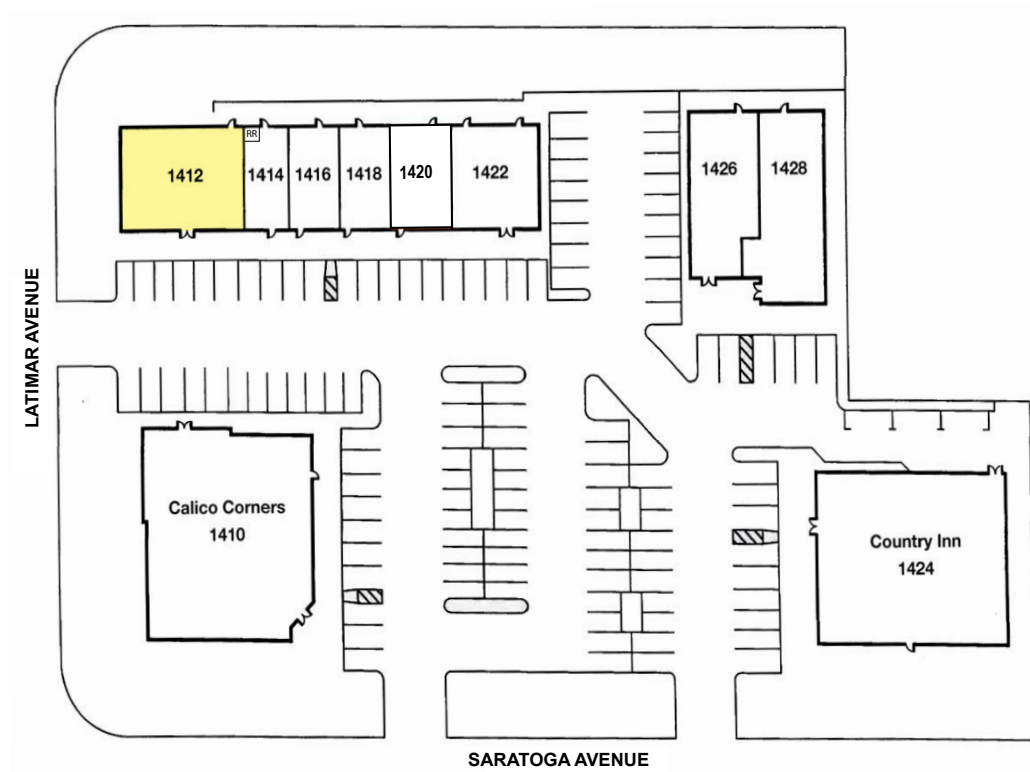 RR
1412
1414
1416
1418
1420
1422
1426
1428
LATIMAR AVENUE
Calico Corners
1410
Country Inn
1424
SARATOGA AVENUE